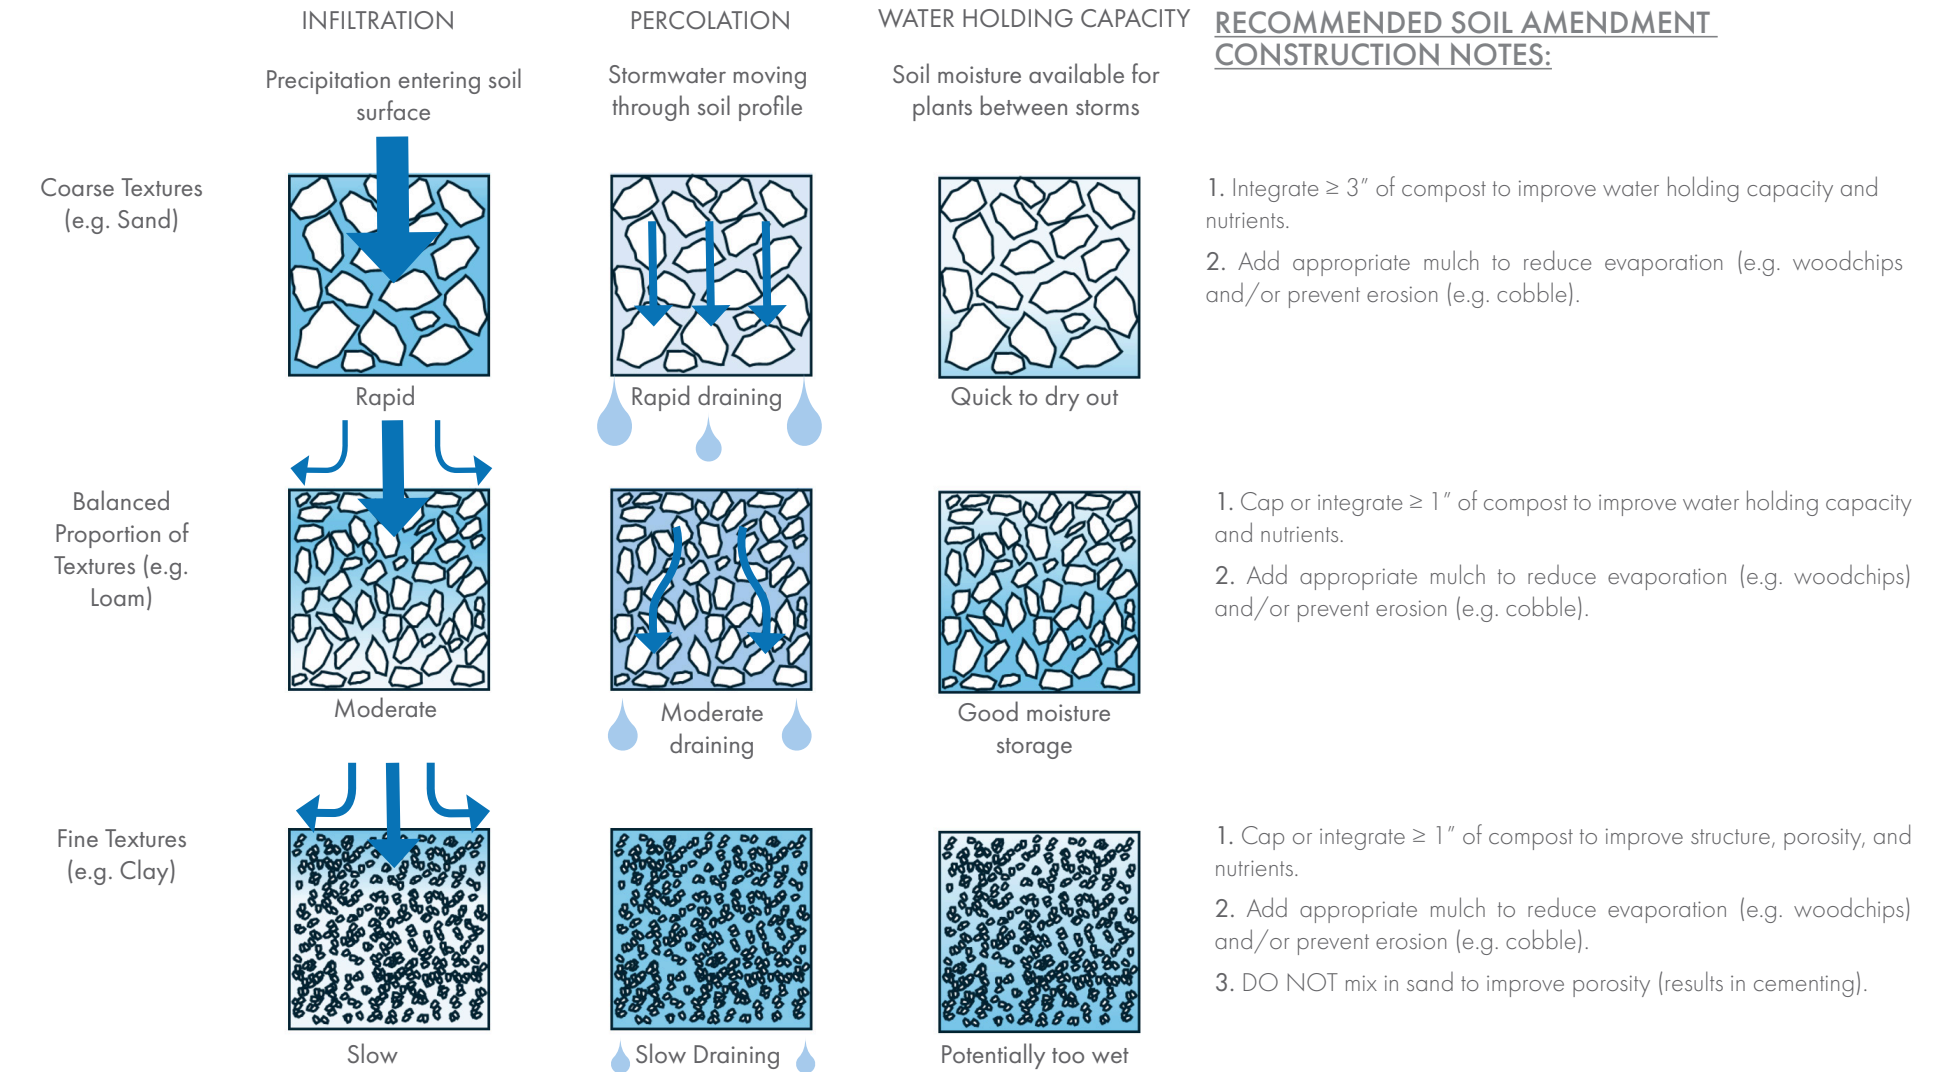 INFILTRATION
PERCOLATION
WATER HOLDING CAPACITY
RECOMMENDED SOIL AMENDMENT
CONSTRUCTION NOTES:
Precipitation entering soil
surface
Stormwater moving
through soil profile
Soil moisture available for
plants between storms
Coarse Textures
(e.g. Sand)
Rapid
Rapid draining
Quick to dry out
1. Integrate ≥ 3" of compost to improve water holding capacity and
nutrients.
2. Add appropriate mulch to reduce evaporation (e.g. woodchips
and/or prevent erosion (e.g. cobble).
Balanced
Proportion of
Textures (e.g.
Loam)
Moderate
Moderate
draining
Good moisture
storage
1. Cap or integrate ≥ 1" of compost to improve water holding capacity
and nutrients.
2. Add appropriate mulch to reduce evaporation (e.g. woodchips)
and/or prevent erosion (e.g. cobble).
Fine Textures
(e.g. Clay)
Slow
Slow Draining
Potentially too wet
1. Cap or integrate ≥ 1" of compost to improve structure, porosity, and
nutrients.
2. Add appropriate mulch to reduce evaporation (e.g. woodchips)
and/or prevent erosion (e.g. cobble).
3. DO NOT mix in sand to improve porosity (results in cementing).